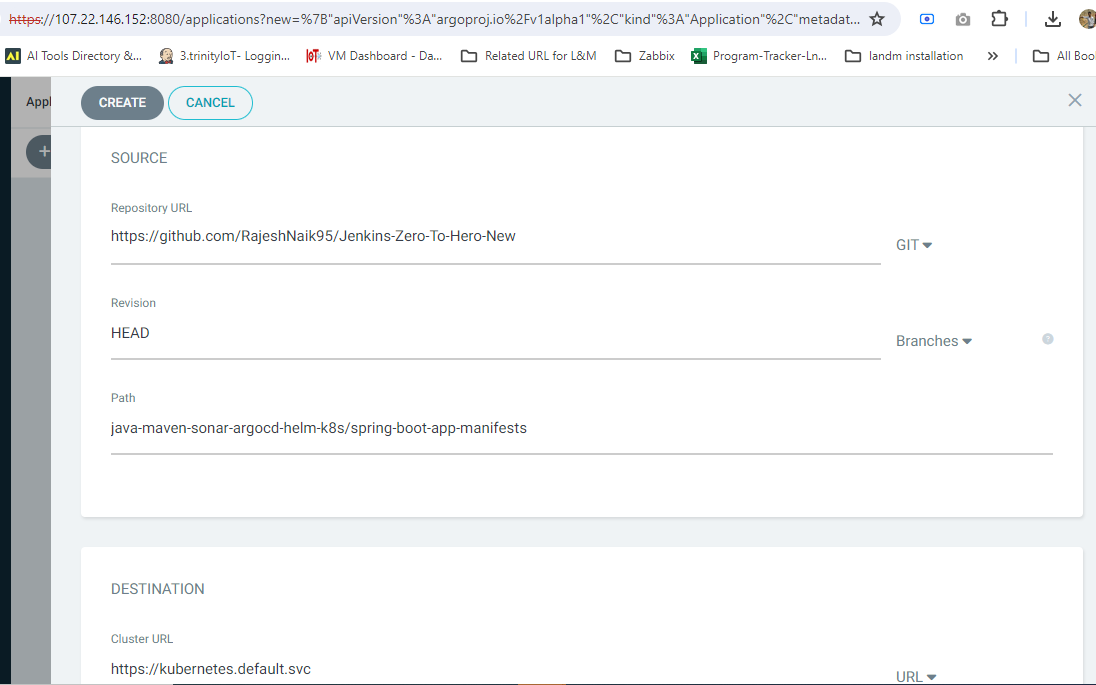 https://107.22.146.152:8080/applications?new=%7B"apiVersion"%3A"argoproj.io%2Fv1alpha1"%2C"kind"%3A"Application"%2C"metadat...
AI AI Tools Directory &... 3.trinityIoT- Loggin... IoT VM Dashboard - Da... Related URL for L&M Zabbix Program-Tracker-Ln... landm installation » All Boo
Appl CREATE CANCEL
+
SOURCE
Repository URL
https://github.com/RajeshNaik95/Jenkins-Zero-To-Hero-New
GIT
Revision
HEAD
Branches ?
Path
java-maven-sonar-argocd-helm-k8s/spring-boot-app-manifests
DESTINATION
Cluster URL
https://kubernetes.default.svc
URL